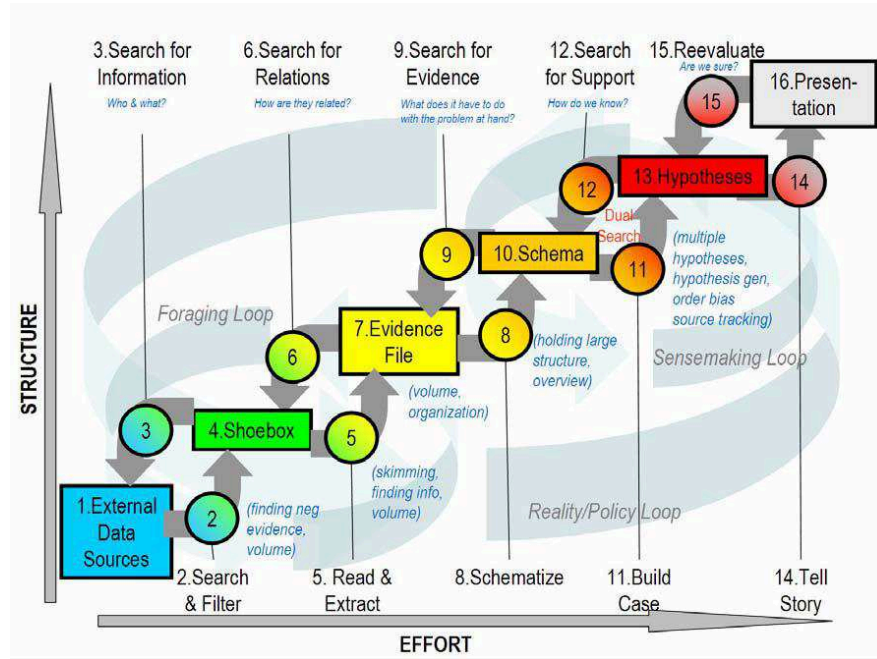 3.Search for
Information
Who & what?
6.Search for
Relations
How are they related?
9.Search for
Evidence
What does it have to do
with the problem at hand?
12.Search
for Support
How do we know?
15.Reevaluate
Are we sure?
16.Presen-
tation
15
14
13.Hypotheses
12
Dual
Search
11
(multiple
hypotheses,
hypothesis gen,
order bias
source tracking)
10.Schema
9
8
(holding large
structure,
overview)
7.Evidence
File
(volume,
organization)
Foraging Loop
Sensemaking Loop
6
5
(skimming,
finding info,
volume)
4.Shoebox
3
2
(finding neg
evidence,
volume)
1.External
Data
Sources
Reality/Policy Loop
2.Search
& Filter
5. Read &
Extract
8.Schematize
11.Build
Case
14.Tell
Story
STRUCTURE
EFFORT